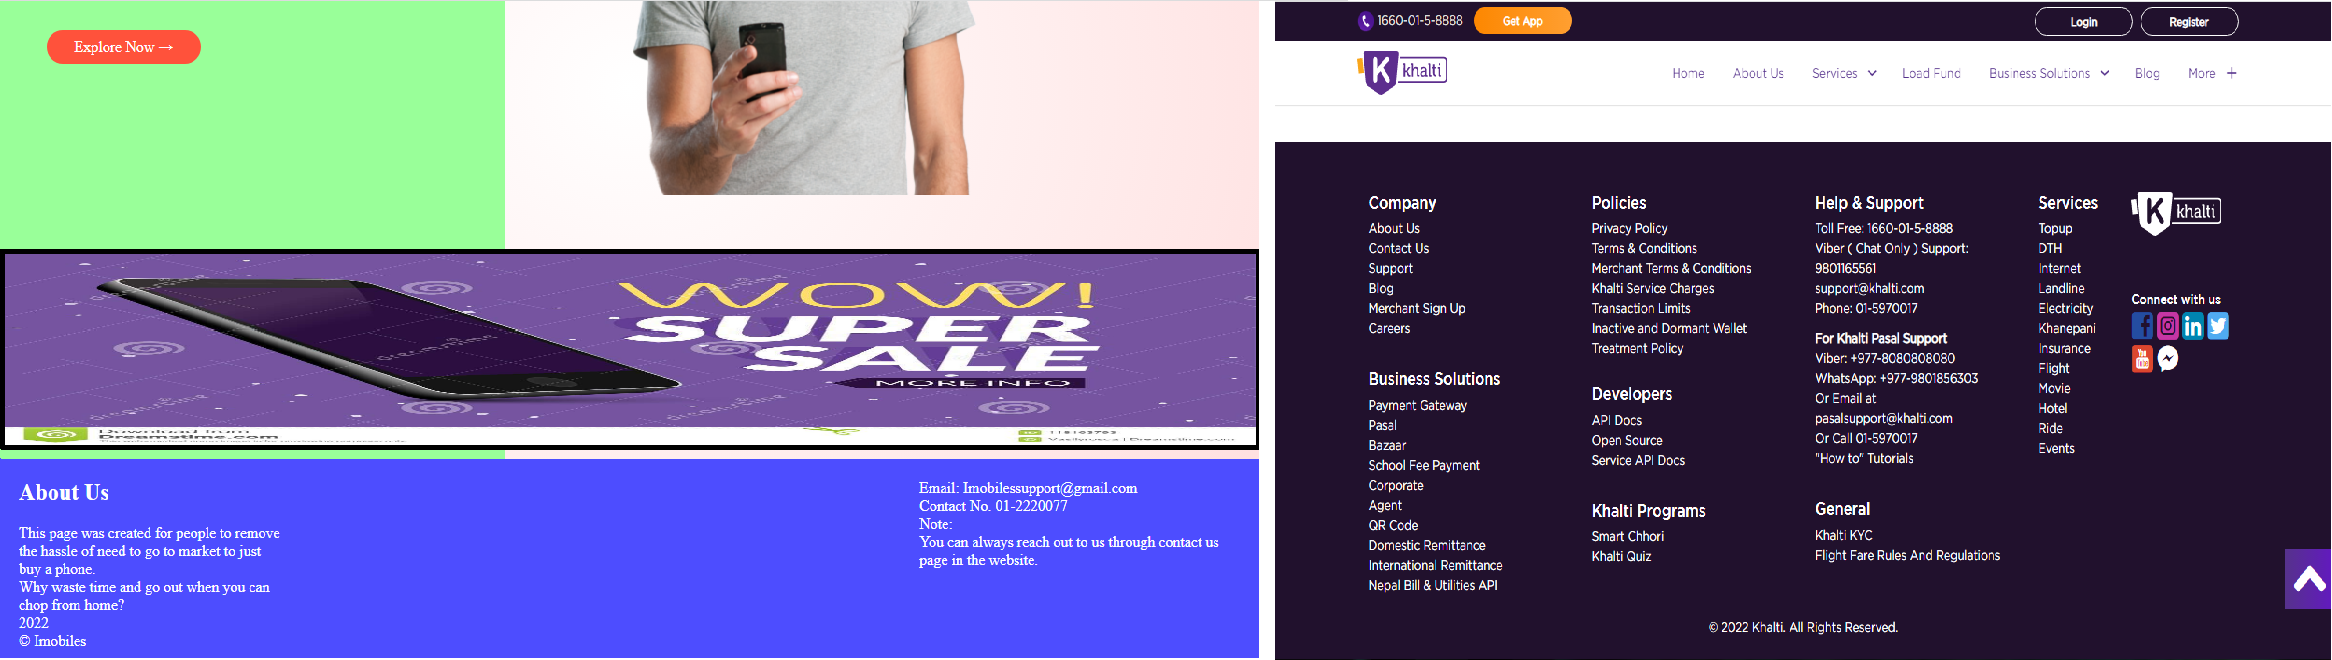 Explore Now →
WOW!
SUPER
SALE
MORE INFO
Download from
Dreamstime.com
About Us
This page was created for people to remove
the hassle of need to go to market to just
buy a phone.
Why waste time and go out when you can
chop from home?
2022
© Imobiles
Email: Imobilessupport@gmail.com
Contact No. 01-2220077
Note:
You can always reach out to us through contact us
page in the website.
1660-01-5-8888
Get App
Login
Register
K khalti
Home
About Us
Services
Load Fund
Business Solutions
Blog
More +
Company
About Us
Contact Us
Support
Blog
Merchant Sign Up
Careers
Business Solutions
Payment Gateway
Pasal
Bazaar
School Fee Payment
Corporate
Agent
QR Code
Domestic Remittance
International Remittance
Nepal Bill & Utilities API
Policies
Privacy Policy
Terms & Conditions
Merchant Terms & Conditions
Khalti Service Charges
Transaction Limits
Inactive and Dormant Wallet
Treatment Policy
Developers
API Docs
Open Source
Service API Docs
Khalti Programs
Smart Chhori
Khalti Quiz
Help & Support
Toll Free: 1660-01-5-8888
Viber ( Chat Only ) Support:
9801165561
support@khalti.com
Phone: 01-5970017
For Khalti Pasal Support
Viber: +977-8080808080
WhatsApp: +977-9801856303
Or Email at
pasalsupport@khalti.com
Or Call 01-5970017
"How to" Tutorials
General
Khalti KYC
Flight Fare Rules And Regulations
Services
Topup
DTH
Internet
Landline
Electricity
Khanepani
Insurance
Flight
Movie
Hotel
Ride
Events
K khalti
Connect with us
© 2022 Khalti. All Rights Reserved.